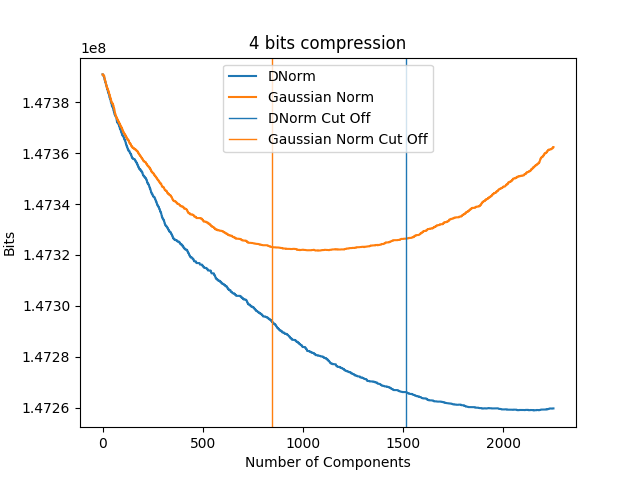 4 bits compression
1e8
DNorm
Gaussian Norm
DNorm Cut Off
Gaussian Norm Cut Off
1.4738
1.4736
1.4734
1.4732
1.4730
1.4728
1.4726
Bits
0 500 1000 1500 2000
Number of Components